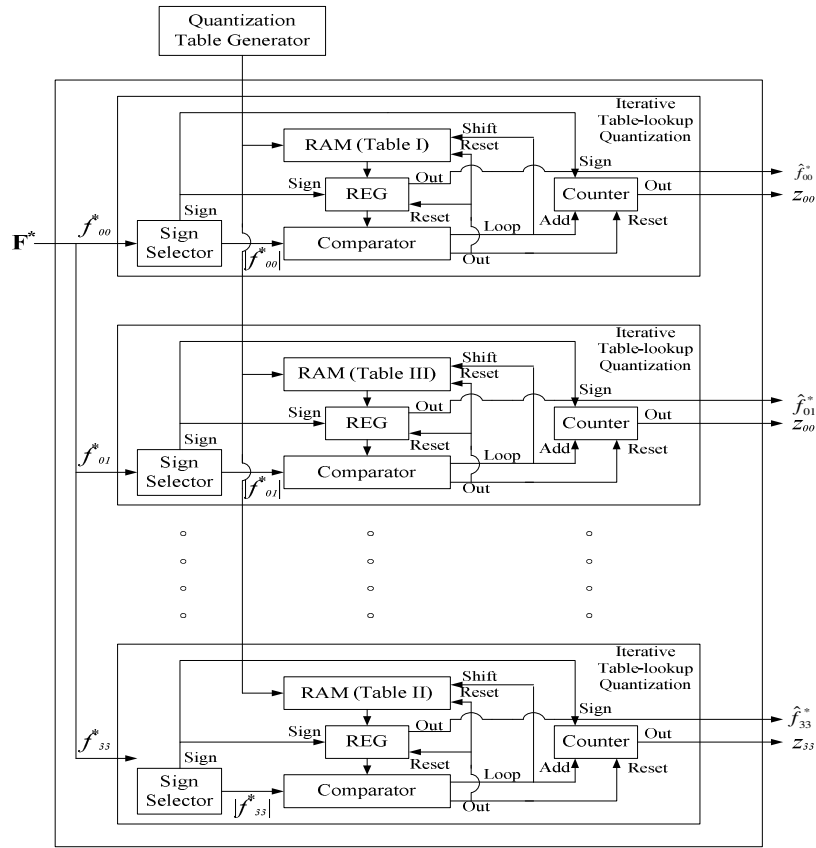 Quantization
Table Generator
Iterative
Table-lookup
Quantization
RAM (Table I)
Shift
Reset
Sign
Out
f̂*₀₀
Sign
REG
Counter
Out
z₀₀
Sign
Reset
Loop
Add
Reset
F*
f*₀₀
Sign
Selector
|f*₀₀|
Comparator
Out
Iterative
Table-lookup
Quantization
RAM (Table III)
Shift
Reset
Sign
Out
f̂*₀₁
Sign
REG
Counter
Out
z₀₀
Sign
Reset
Loop
Add
Reset
f*₀₁
Sign
Selector
|f*₀₁|
Comparator
Out
Iterative
Table-lookup
Quantization
RAM (Table II)
Shift
Reset
Sign
Out
f̂*₃₃
Sign
REG
Counter
Out
z₃₃
f*₃₃
Sign
Reset
Loop
Add
Reset
Sign
Selector
|f*₃₃|
Comparator
Out